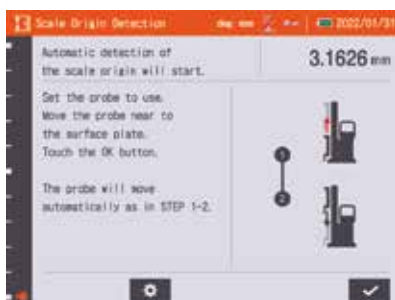 Scale Origin Detection
deg mm
2022/01/31
Automatic detection of
the scale origin will start.
3.1626 mm
Set the probe to use.
Move the probe near to
the surface plate.
Touch the OK button.
The probe will move
automatically as in STEP 1-2.
1
2